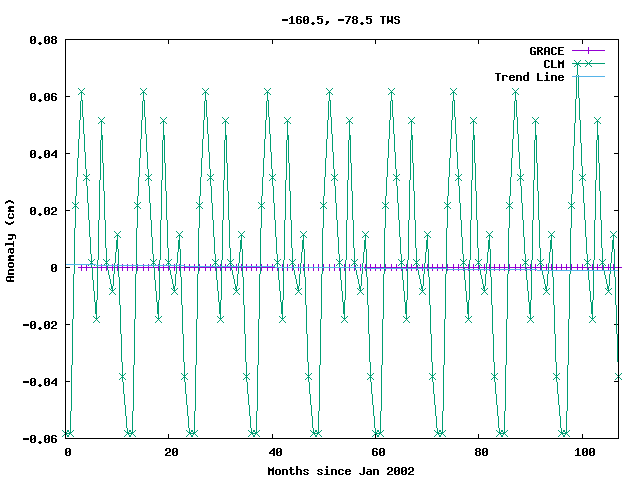 -160.5, -78.5 TWS
GRACE
CLM
Trend Line
0.08
0.06
0.04
0.02
0
-0.02
-0.04
-0.06
Anomaly (cm)
0 20 40 60 80 100
Months since Jan 2002